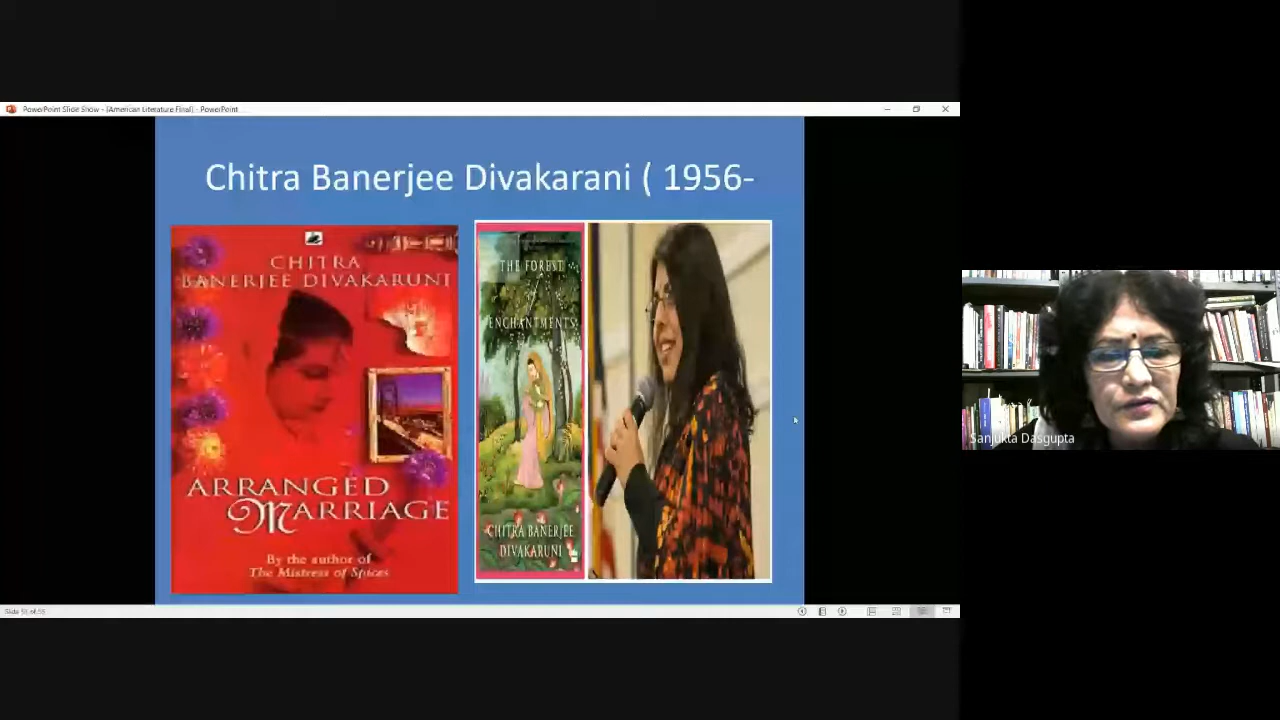 PowerPoint Slide Show - [American Literature Final] - PowerPoint
Chitra Banerjee Divakarani ( 1956-
CHITRA
BANERJEE DIVAKARUNI
ARRANGED
MARRIAGE
By the author of
The Mistress of Spices
THE FOREST
ENCHANTMENTS
CHITRA BANERJEE
DIVAKARUNI
Sanjukta Dasgupta